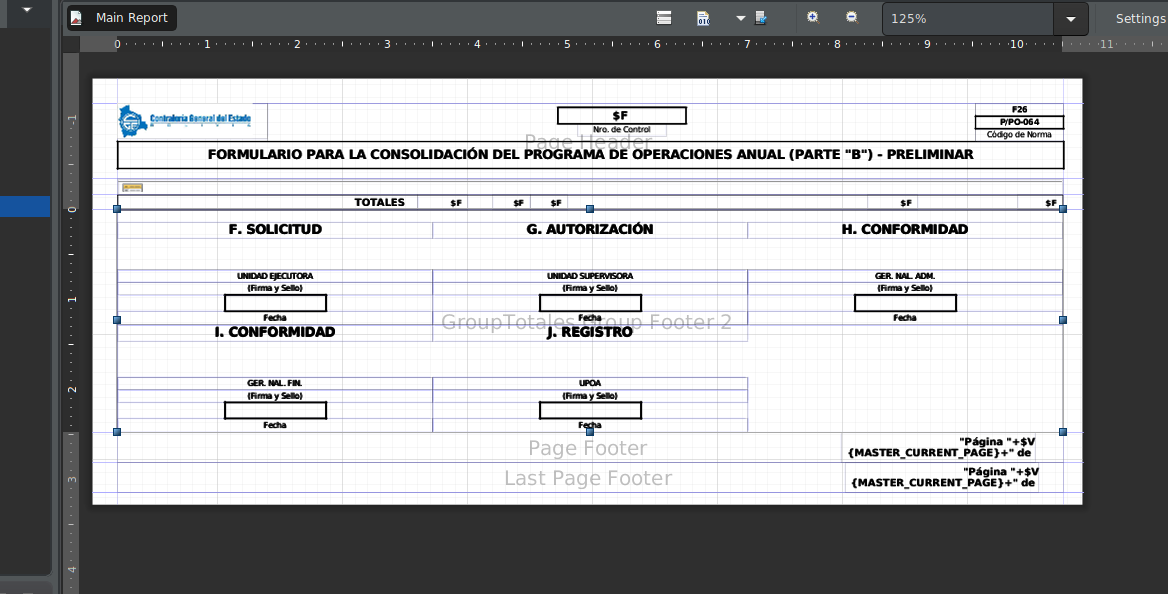 Main Report
125%
Settings
0 1 2 3 4 5 6 7 8 9 10 11
-1
0
1
2
3
4
Contraloría General del Estado
$F
Nro. de Control
F26
P/PO-064
Código de Norma
Page Header
FORMULARIO PARA LA CONSOLIDACIÓN DEL PROGRAMA DE OPERACIONES ANUAL (PARTE "B") - PRELIMINAR
TOTALES $F $F $F $F $F
F. SOLICITUD G. AUTORIZACIÓN H. CONFORMIDAD
UNIDAD EJECUTORA UNIDAD SUPERVISORA GER. NAL. ADM.
(Firma y Sello) (Firma y Sello) (Firma y Sello)
Fecha Fecha Fecha
GroupTotales Group Footer 2
I. CONFORMIDAD J. REGISTRO
GER. NAL. FIN. UPOA
(Firma y Sello) (Firma y Sello)
Fecha Fecha
Page Footer
"Página "+$V
{MASTER_CURRENT_PAGE}+" de
Last Page Footer
"Página "+$V
{MASTER_CURRENT_PAGE}+" de